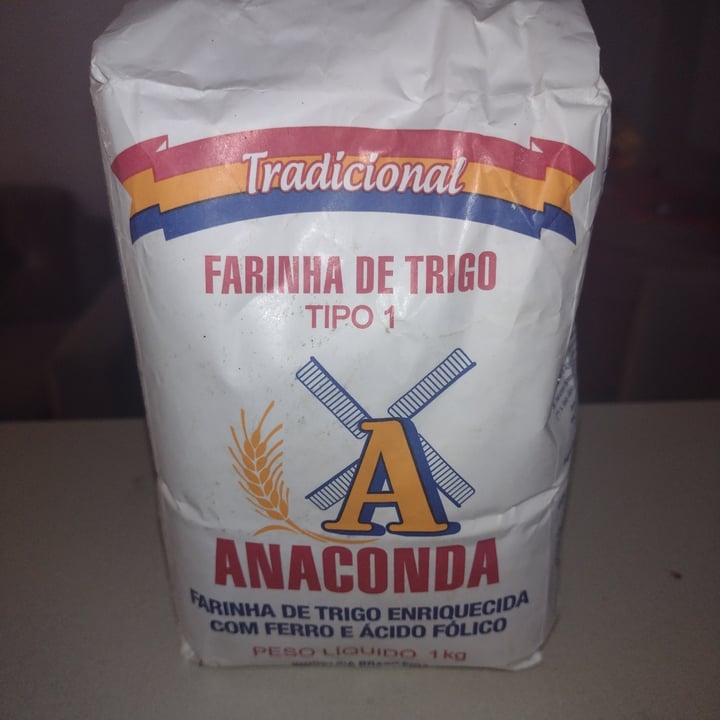 Tradicional
FARINHA DE TRIGO
TIPO 1
A
ANACONDA
FARINHA DE TRIGO ENRIQUECIDA
COM FERRO E ÁCIDO FÓLICO
PESO LÍQUIDO 1kg